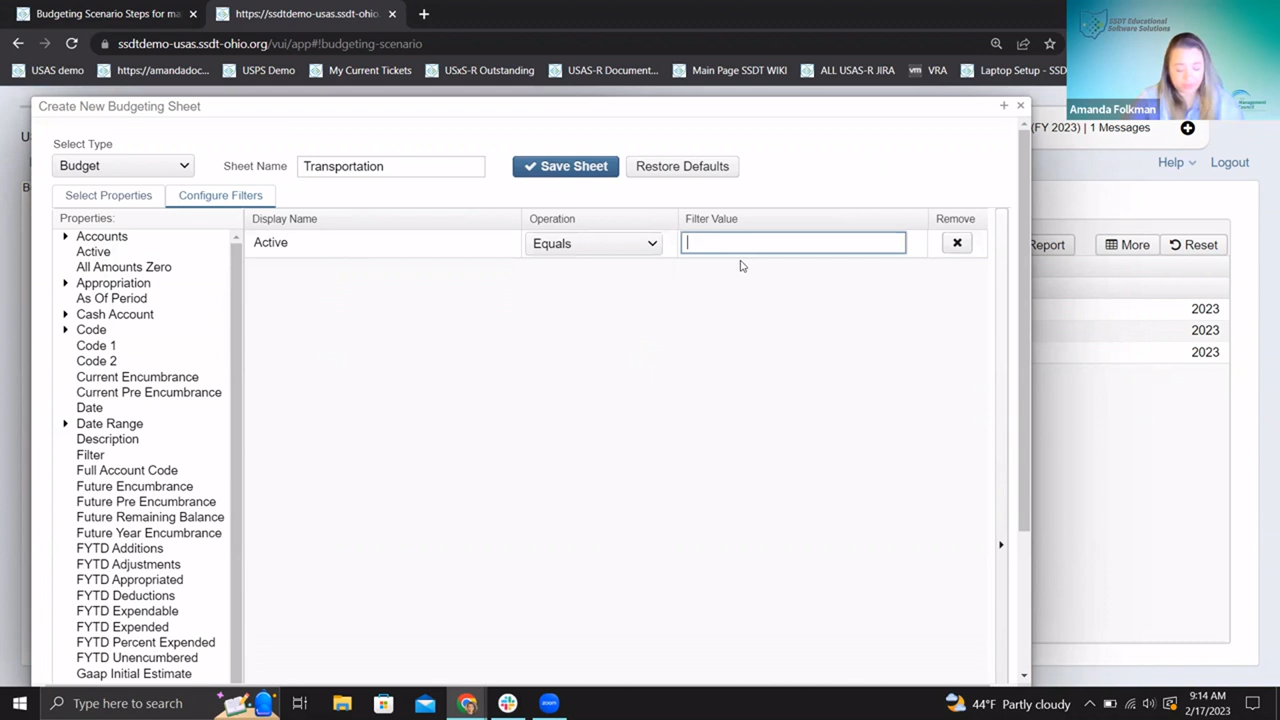 Budgeting Scenario Steps for ma
https://ssdtdemo-usas.ssdt-ohio.
ssdtdemo-usas.ssdt-ohio.org/vui/app#!budgeting-scenario
USAS demo
https://amandadoc...
USPS Demo
My Current Tickets
USxS-R Outstanding
USAS-R Document...
Main Page SSDT WIKI
ALL USAS-R JIRA
VRA
Laptop Setup - SSD
SSDT Educational
Software Solutions
Amanda Folkman
(FY 2023) | 1 Messages
Help
Logout
Report
More
Reset
2023
2023
2023
Create New Budgeting Sheet
Select Type
Budget
Sheet Name
Transportation
Save Sheet
Restore Defaults
Select Properties
Configure Filters
Properties:
Display Name
Operation
Filter Value
Remove
Active
Equals
Accounts
Active
All Amounts Zero
Appropriation
As Of Period
Cash Account
Code
Code 1
Code 2
Current Encumbrance
Current Pre Encumbrance
Date
Date Range
Description
Filter
Full Account Code
Future Encumbrance
Future Pre Encumbrance
Future Remaining Balance
Future Year Encumbrance
FYTD Additions
FYTD Adjustments
FYTD Appropriated
FYTD Deductions
FYTD Expendable
FYTD Expended
FYTD Percent Expended
FYTD Unencumbered
Gaap Initial Estimate
Type here to search
44°F Partly cloudy
9:14 AM
2/17/2023